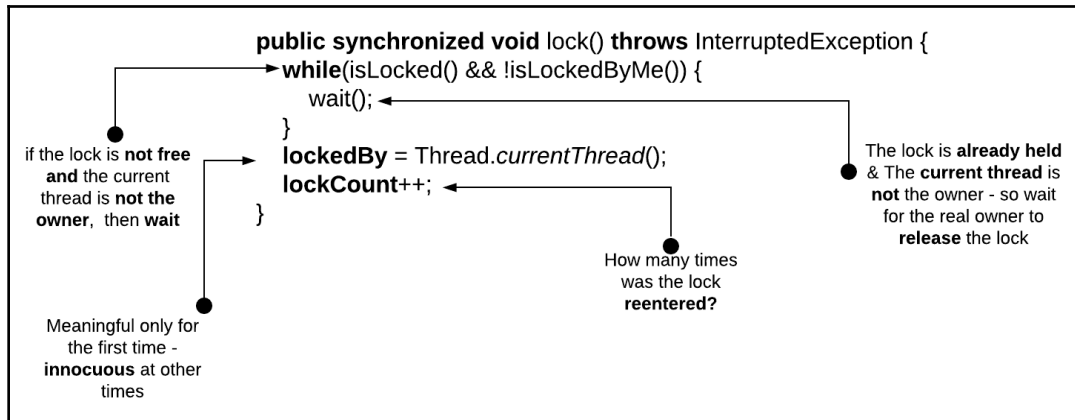 public synchronized void lock() throws InterruptedException {
while(isLocked() && !isLockedByMe()) {
wait();
}
lockedBy = Thread.currentThread();
lockCount++;
}
if the lock is not free
and the current
thread is not the
owner, then wait
Meaningful only for
the first time -
innocuous at other
times
How many times
was the lock
reentered?
The lock is already held
& The current thread is
not the owner - so wait
for the real owner to
release the lock